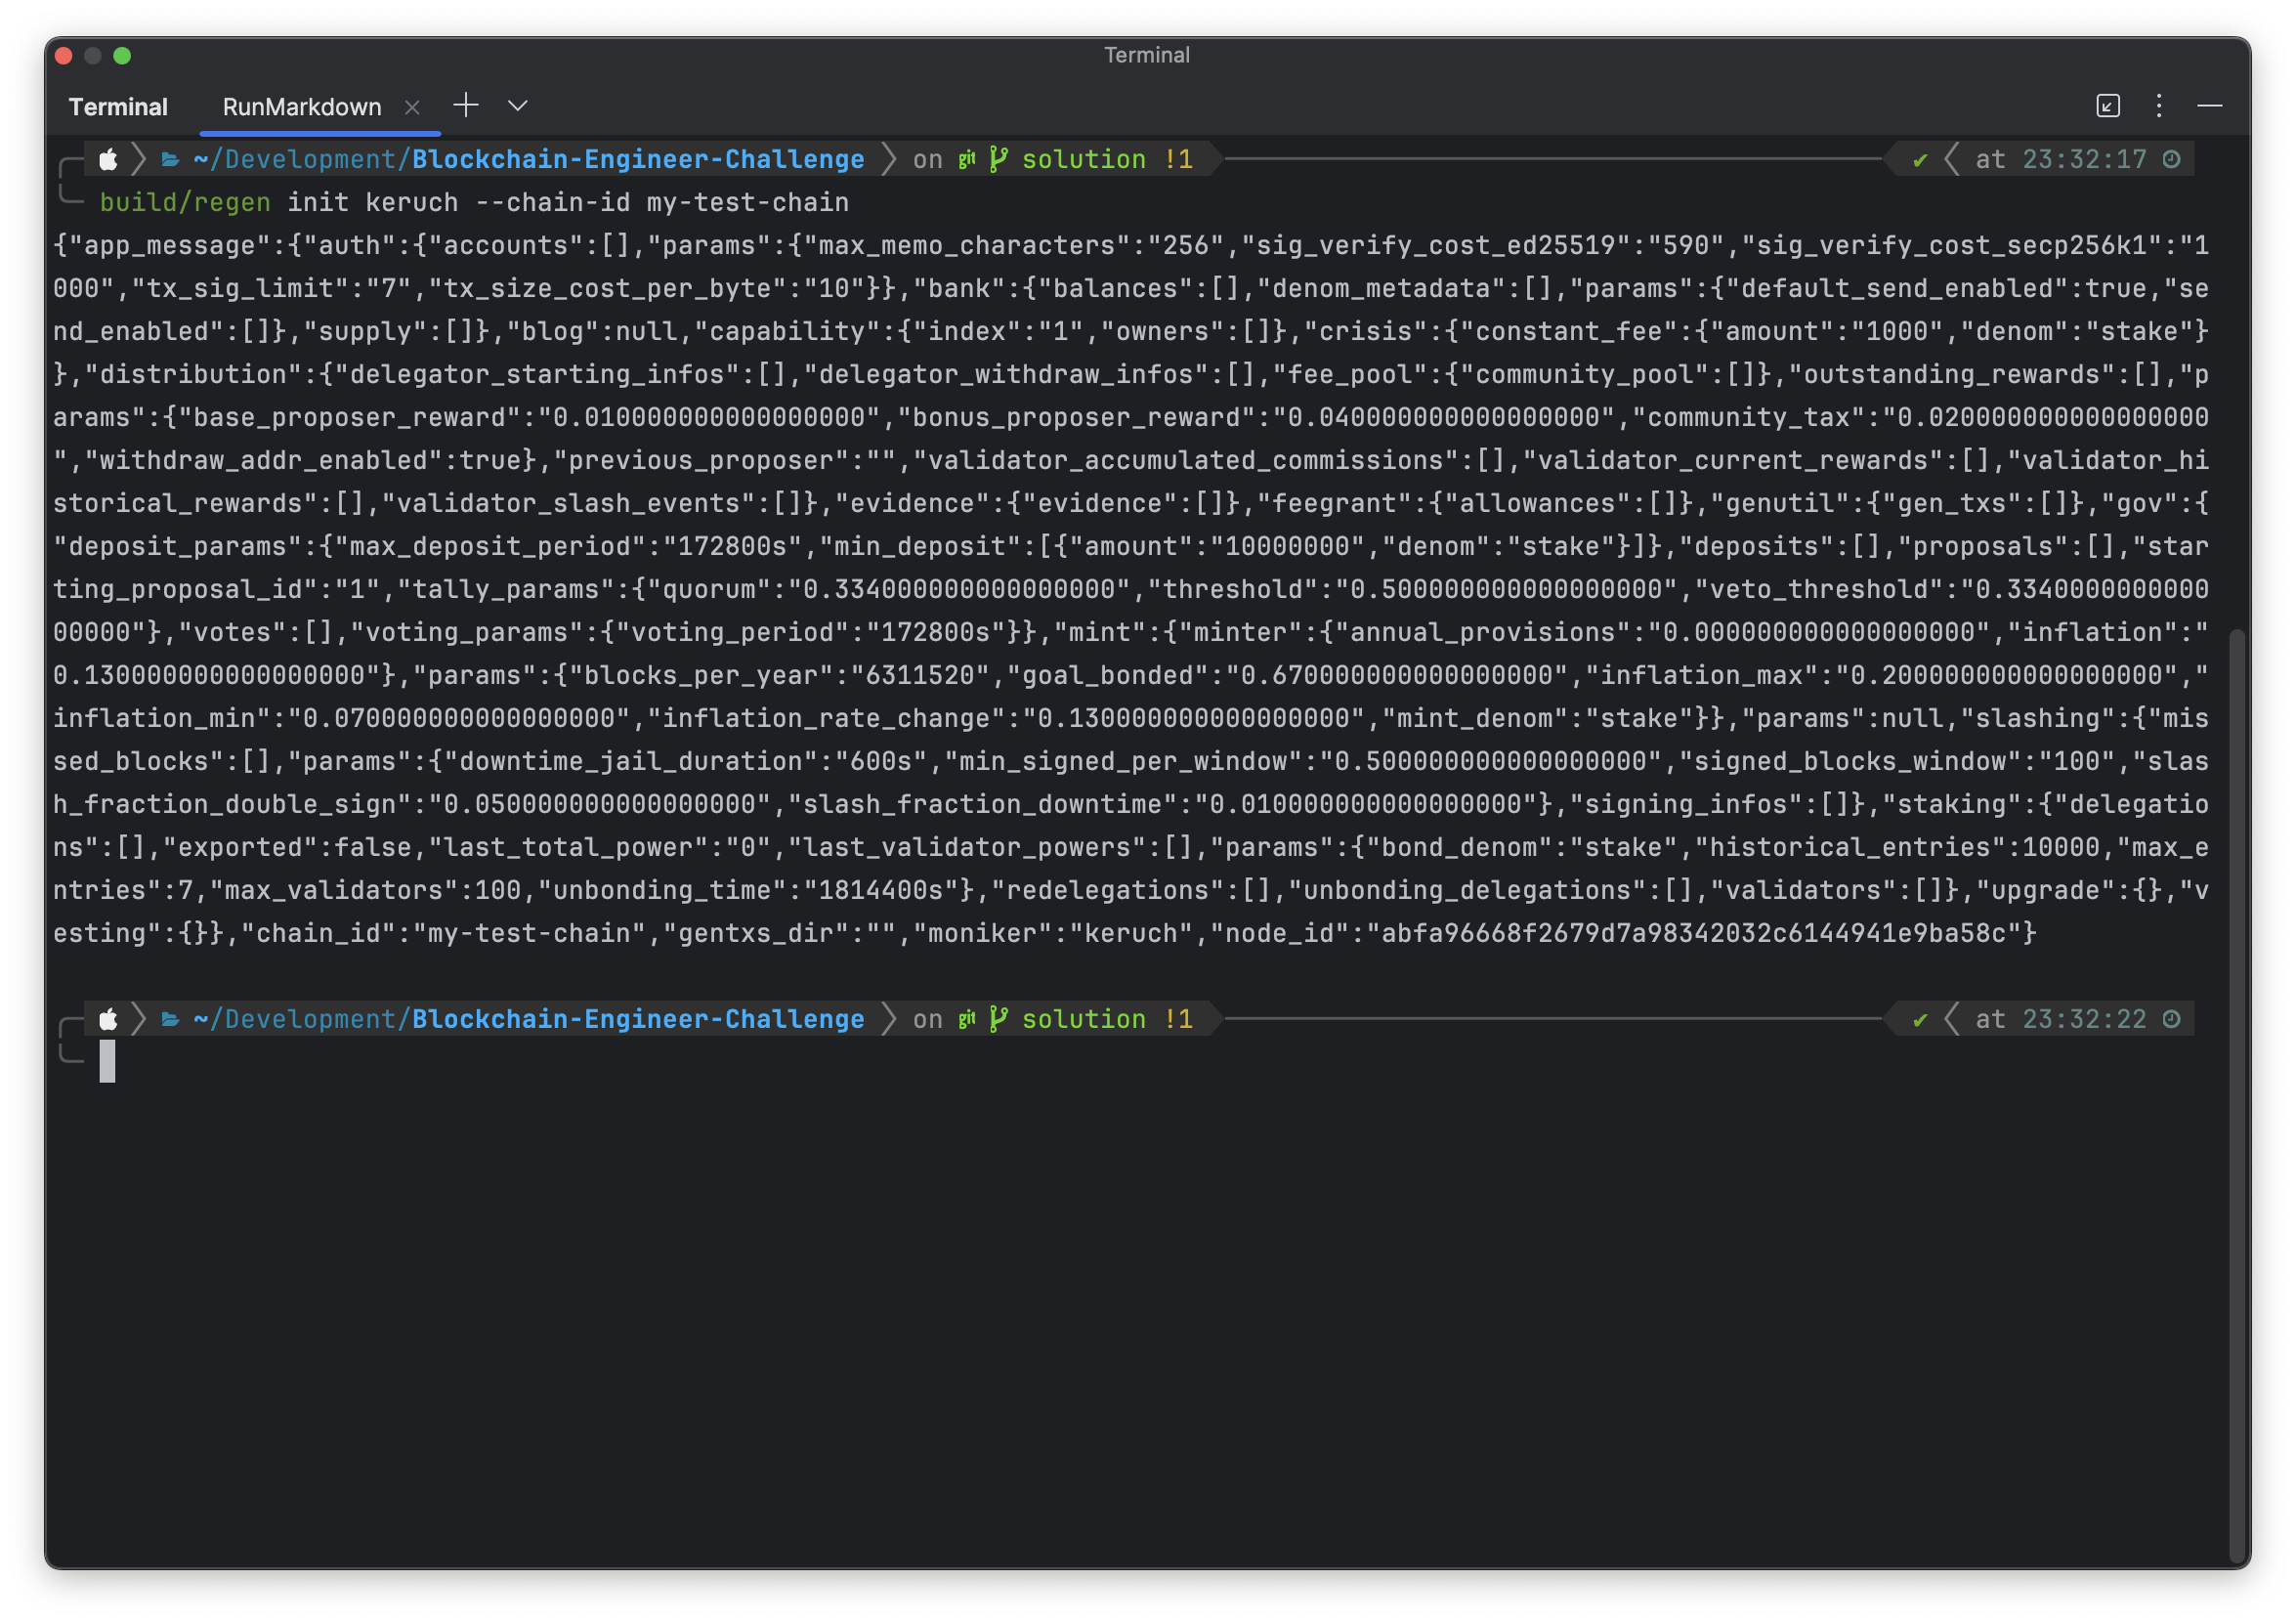 Terminal
Terminal RunMarkdown
~/Development/Blockchain-Engineer-Challenge on git solution !1 ✔ at 23:32:17
build/regen init keruch --chain-id my-test-chain
{"app_message":{"auth":{"accounts":[],"params":{"max_memo_characters":"256","sig_verify_cost_ed25519":"590","sig_verify_cost_secp256k1":"1
000","tx_sig_limit":"7","tx_size_cost_per_byte":"10"}},"bank":{"balances":[],"denom_metadata":[],"params":{"default_send_enabled":true,"se
nd_enabled":[]},"supply":[]},"blog":null,"capability":{"index":"1","owners":[]},"crisis":{"constant_fee":{"amount":"1000","denom":"stake"}
},"distribution":{"delegator_starting_infos":[],"delegator_withdraw_infos":[],"fee_pool":{"community_pool":[]},"outstanding_rewards":[],"p
arams":{"base_proposer_reward":"0.010000000000000000","bonus_proposer_reward":"0.040000000000000000","community_tax":"0.020000000000000000
","withdraw_addr_enabled":true},"previous_proposer":"","validator_accumulated_commissions":[],"validator_current_rewards":[],"validator_hi
storical_rewards":[],"validator_slash_events":[]},"evidence":{"evidence":[]},"feegrant":{"allowances":[]},"genutil":{"gen_txs":[]},"gov":{
"deposit_params":{"max_deposit_period":"172800s","min_deposit":[{"amount":"10000000","denom":"stake"}]},"deposits":[],"proposals":[],"star
ting_proposal_id":"1","tally_params":{"quorum":"0.334000000000000000","threshold":"0.500000000000000000","veto_threshold":"0.3340000000000
00000"},"votes":[],"voting_params":{"voting_period":"172800s"}},"mint":{"minter":{"annual_provisions":"0.000000000000000000","inflation":"
0.130000000000000000"},"params":{"blocks_per_year":"6311520","goal_bonded":"0.670000000000000000","inflation_max":"0.200000000000000000","
inflation_min":"0.070000000000000000","inflation_rate_change":"0.130000000000000000","mint_denom":"stake"}},"params":null,"slashing":{"mis
sed_blocks":[],"params":{"downtime_jail_duration":"600s","min_signed_per_window":"0.500000000000000000","signed_blocks_window":"100","slas
h_fraction_double_sign":"0.050000000000000000","slash_fraction_downtime":"0.010000000000000000"},"signing_infos":[]},"staking":{"delegatio
ns":[],"exported":false,"last_total_power":"0","last_validator_powers":[],"params":{"bond_denom":"stake","historical_entries":10000,"max_e
ntries":7,"max_validators":100,"unbonding_time":"1814400s"},"redelegations":[],"unbonding_delegations":[],"validators":[]},"upgrade":{},"v
esting":{}},"chain_id":"my-test-chain","gentxs_dir":"","moniker":"keruch","node_id":"abfa96668f2679d7a98342032c6144941e9ba58c"}
~/Development/Blockchain-Engineer-Challenge on git solution !1 ✔ at 23:32:22